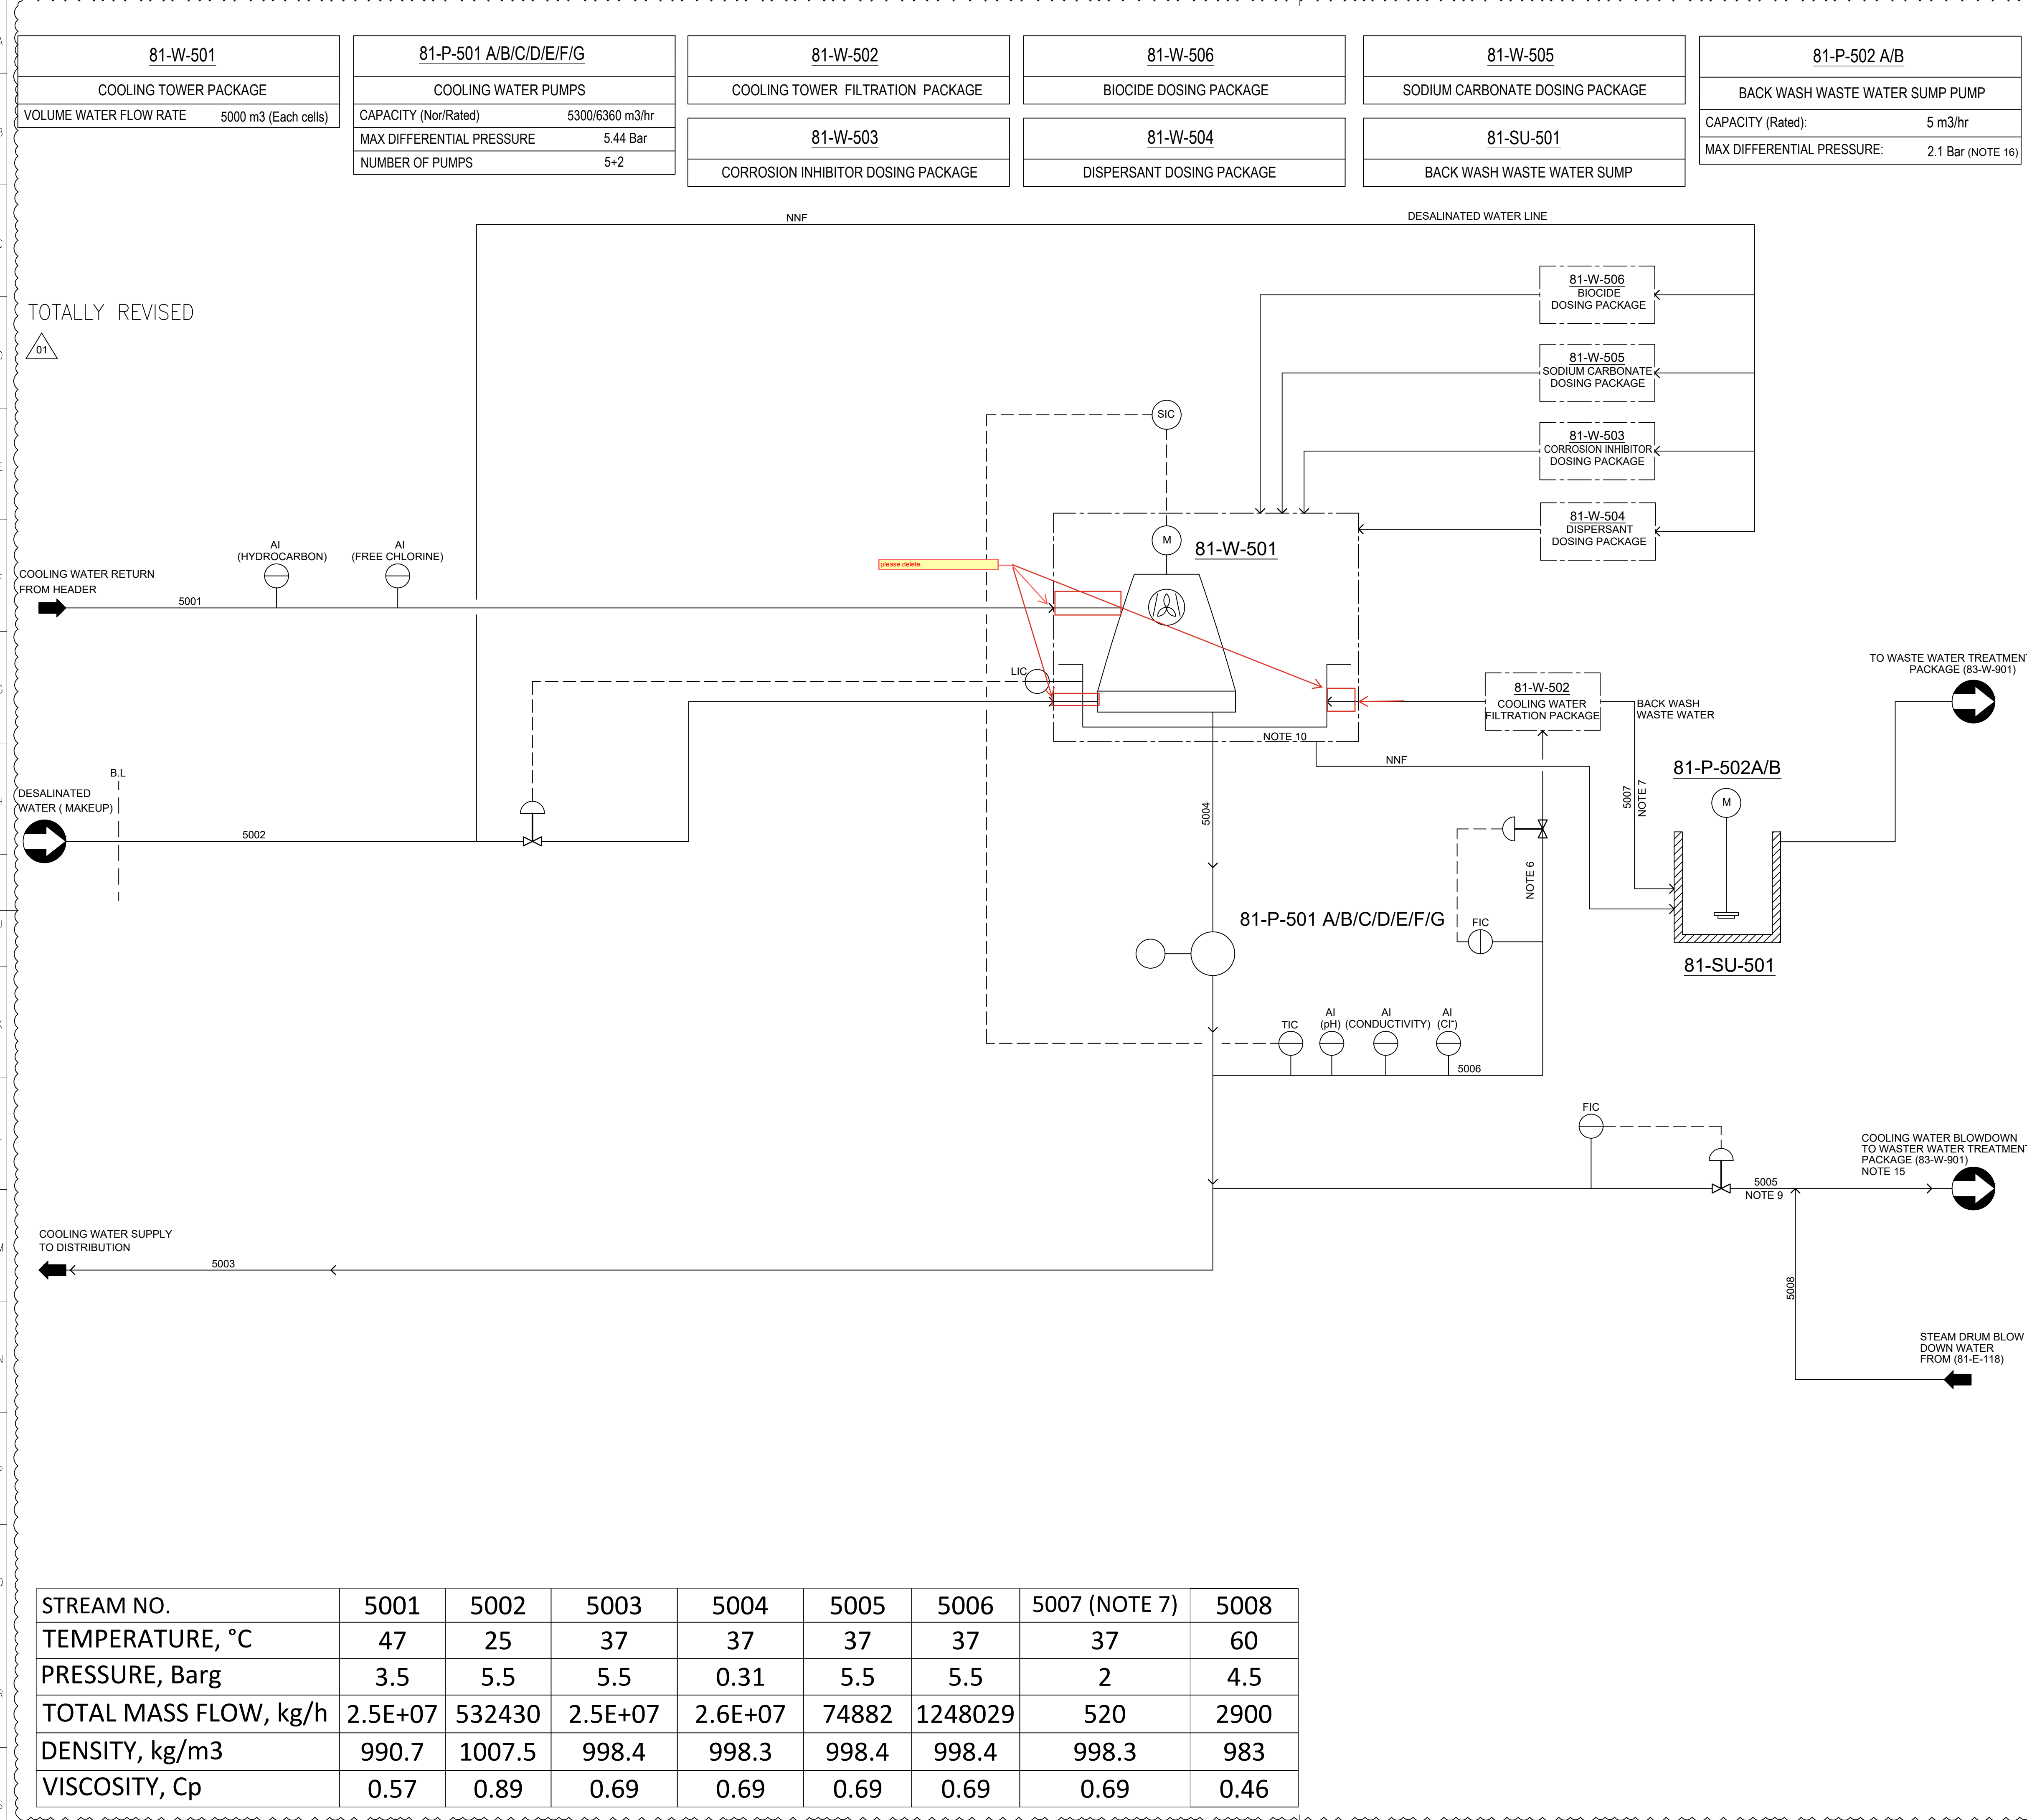 81-W-501
COOLING TOWER PACKAGE
VOLUME WATER FLOW RATE 5000 m3 (Each cells)
81-P-501 A/B/C/D/E/F/G
COOLING WATER PUMPS
CAPACITY (Nor/Rated) 5300/6360 m3/hr
MAX DIFFERENTIAL PRESSURE 5.44 Bar
NUMBER OF PUMPS 5+2
81-W-502
COOLING TOWER FILTRATION PACKAGE
81-W-503
CORROSION INHIBITOR DOSING PACKAGE
81-W-506
BIOCIDE DOSING PACKAGE
81-W-504
DISPERSANT DOSING PACKAGE
81-W-505
SODIUM CARBONATE DOSING PACKAGE
81-SU-501
BACK WASH WASTE WATER SUMP
81-P-502 A/B
BACK WASH WASTE WATER SUMP PUMP
CAPACITY (Rated): 5 m3/hr
MAX DIFFERENTIAL PRESSURE: 2.1 Bar (NOTE 16)
NNF
DESALINATED WATER LINE
TOTALLY REVISED
01
81-W-506
BIOCIDE
DOSING PACKAGE
81-W-505
SODIUM CARBONATE
DOSING PACKAGE
81-W-503
CORROSION INHIBITOR
DOSING PACKAGE
81-W-504
DISPERSANT
DOSING PACKAGE
SIC
M
81-W-501
please delete.
AI
(HYDROCARBON)
AI
(FREE CHLORINE)
COOLING WATER RETURN
FROM HEADER
5001
LIC
NOTE 10
81-W-502
COOLING WATER
FILTRATION PACKAGE
BACK WASH
WASTE WATER
TO WASTE WATER TREATMENT
PACKAGE (83-W-901)
NNF
5007
NOTE 7
81-P-502A/B
M
81-SU-501
B.L
DESALINATED
WATER ( MAKEUP)
5002
5004
NOTE 6
81-P-501 A/B/C/D/E/F/G
FIC
TIC
AI
(pH)
AI
(CONDUCTIVITY)
AI
(Cl⁻)
5006
FIC
COOLING WATER BLOWDOWN
TO WASTER WATER TREATMENT
PACKAGE (83-W-901)
NOTE 15
5005
NOTE 9
COOLING WATER SUPPLY
TO DISTRIBUTION
5003
5008
STEAM DRUM BLOW
DOWN WATER
FROM (81-E-118)
STREAM NO. 5001 5002 5003 5004 5005 5006 5007 (NOTE 7) 5008
TEMPERATURE, °C 47 25 37 37 37 37 37 60
PRESSURE, Barg 3.5 5.5 5.5 0.31 5.5 5.5 2 4.5
TOTAL MASS FLOW, kg/h 2.5E+07 532430 2.5E+07 2.6E+07 74882 1248029 520 2900
DENSITY, kg/m3 990.7 1007.5 998.4 998.3 998.4 998.4 998.3 983
VISCOSITY, Cp 0.57 0.89 0.69 0.69 0.69 0.69 0.69 0.46